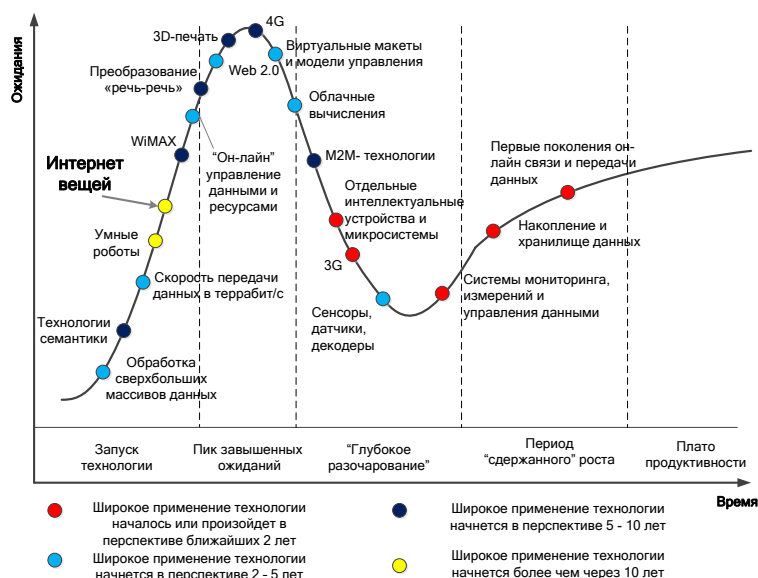 Ожидания
4G
3D-печать
Виртуальные макеты
и модели управления
Web 2.0
Преобразование
«речь-речь»
Облачные
вычисления
WiMAX
"Он-лайн"
управление
данными и
ресурсами
M2M- технологии
Первые поколения он-
лайн связи и передачи
данных
Интернет
вещей
Отдельные
интеллектуальные
устройства и
микросистемы
Умные
роботы
Накопление и
хранилище данных
3G
Скорость передачи
данных в террабит/с
Сенсоры,
датчики,
декодеры
Системы мониторинга,
измерений и
управления данными
Технологии
семантики
Обработка
сверхбольших
массивов данных
Запуск
технологии
Пик завышенных
ожиданий
"Глубокое
разочарование"
Период
"сдержанного" роста
Плато
продуктивности
Время
Широкое применение технологии
началось или произойдет в
перспективе ближайших 2 лет
Широкое применение технологии
начнется в перспективе 5 - 10 лет
Широкое применение технологии
начнется в перспективе 2 - 5 лет
Широкое применение технологии
начнется более чем через 10 лет